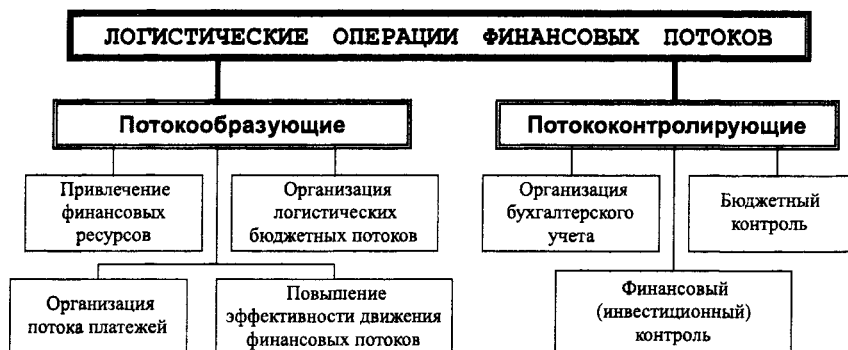 ЛОГИСТИЧЕСКИЕ ОПЕРАЦИИ ФИНАНСОВЫХ ПОТОКОВ
Потокообразующие
Потококонтролирующие
Привлечение
финансовых
ресурсов
Организация
логистических
бюджетных потоков
Организация
бухгалтерского
учета
Бюджетный
контроль
Организация
потока платежей
Повышение
эффективности движения
финансовых потоков
Финансовый
(инвестиционный)
контроль